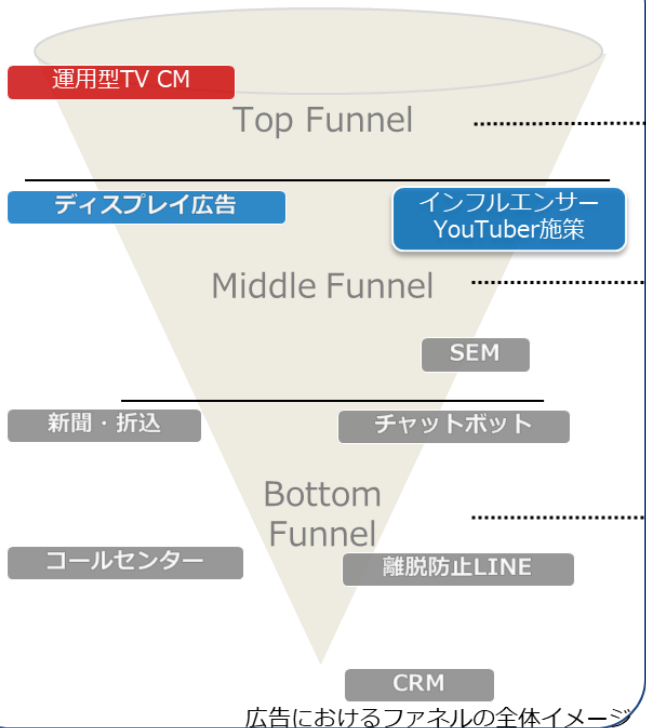 運用型TV CM
Top Funnel
ディスプレイ広告
インフルエンサー
YouTuber施策
Middle Funnel
SEM
新聞・折込
チャットボット
Bottom
Funnel
コールセンター
離脱防止LINE
CRM
広告におけるファネルの全体イメージ